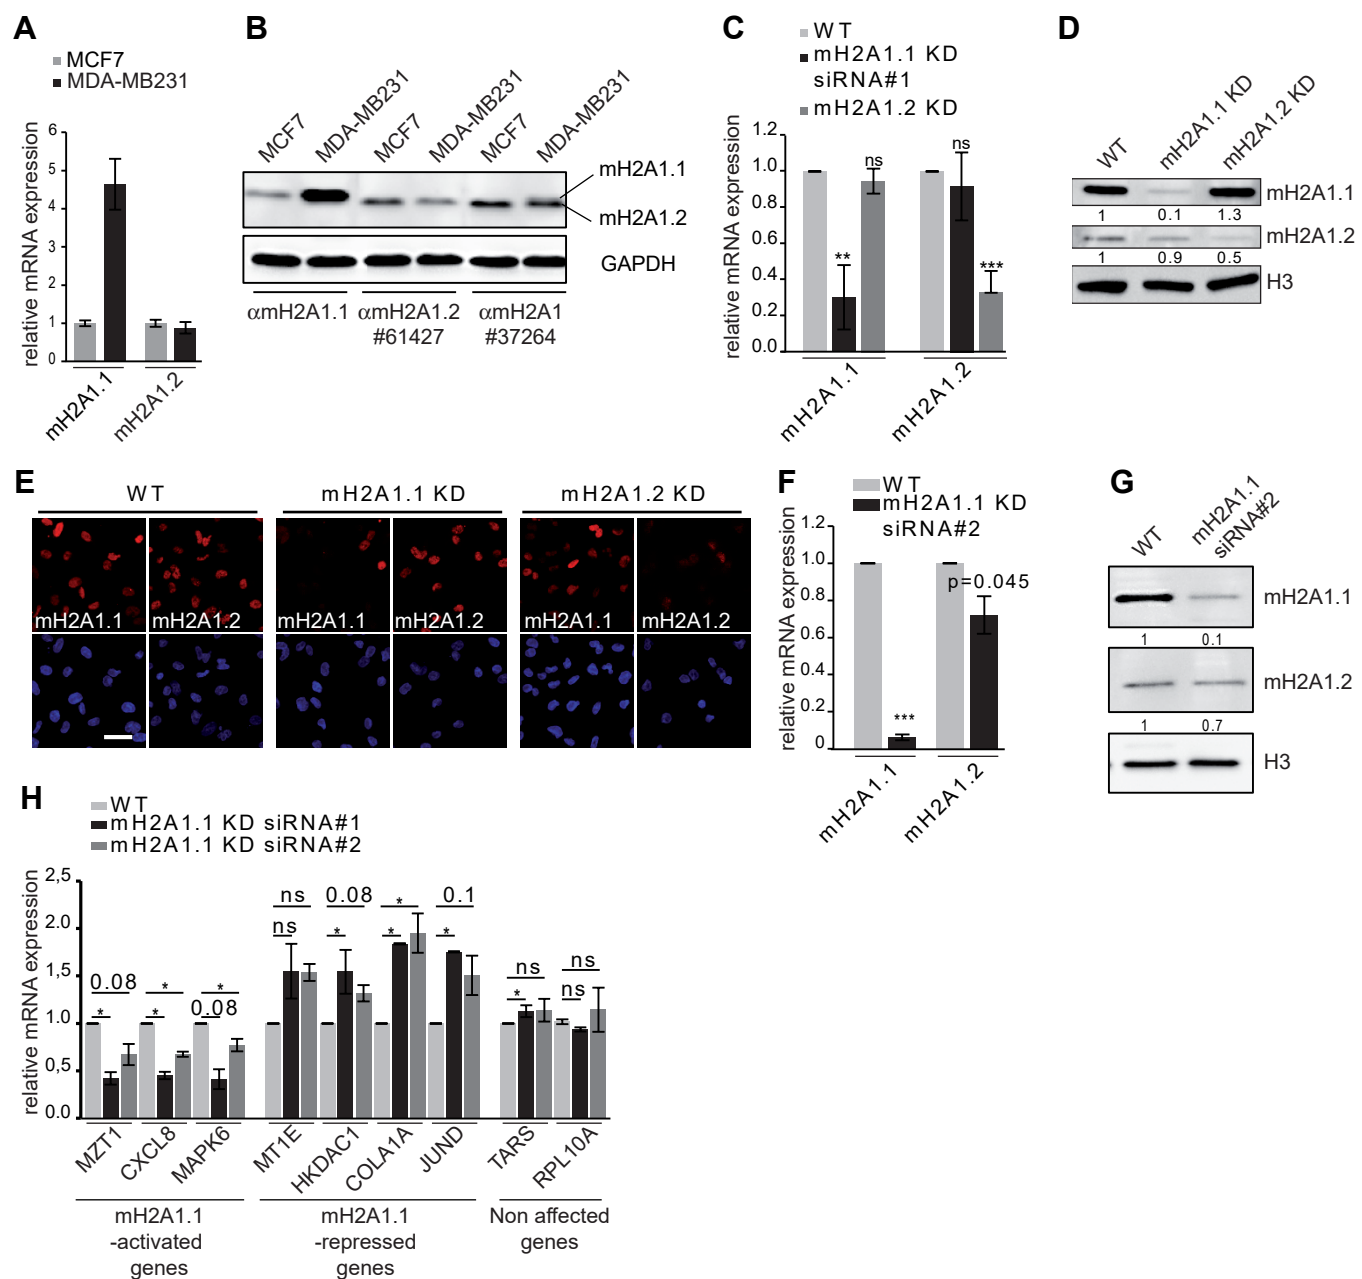 A
MCF7
MDA-MB231
relative mRNA expression
6
5
4
3
2
1
0
mH2A1.1
mH2A1.2
B
MCF7
MDA-MB231
MCF7
MDA-MB231
MCF7
MDA-MB231
mH2A1.1
mH2A1.2
GAPDH
αmH2A1.1
αmH2A1.2
#61427
αmH2A1
#37264
C
WT
mH2A1.1 KD
siRNA#1
mH2A1.2 KD
relative mRNA expression
1.2
1.0
0.8
0.6
0.4
0.2
0.0
**
ns
ns
***
mH2A1.1
mH2A1.2
D
WT
mH2A1.1 KD
mH2A1.2 KD
mH2A1.1
1 0.1 1.3
mH2A1.2
1 0.9 0.5
H3
E
WT
mH2A1.1 KD
mH2A1.2 KD
mH2A1.1
mH2A1.2
mH2A1.1
mH2A1.2
mH2A1.1
mH2A1.2
F
WT
mH2A1.1 KD
siRNA#2
relative mRNA expression
1.2
1.0
0.8
0.6
0.4
0.2
0
***
p=0.045
mH2A1.1
mH2A1.2
G
WT
mH2A1.1
siRNA#2
mH2A1.1
1 0.1
mH2A1.2
1 0.7
H3
H
WT
mH2A1.1 KD siRNA#1
mH2A1.1 KD siRNA#2
relative mRNA expression
2,5
2.0
1,5
1.0
0,5
0.0
0.08
*
*
*
*
0.08
ns
ns
0.08
*
*
*
0.1
*
ns
*
ns
ns
MZT1
CXCL8
MAPK6
MT1E
HKDAC1
COLA1A
JUND
TARS
RPL10A
mH2A1.1
-activated
genes
mH2A1.1
-repressed
genes
Non affected
genes